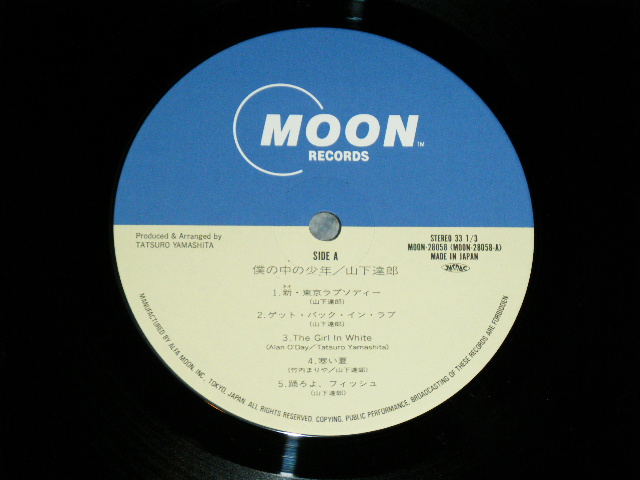 MOON™
RECORDS
Produced & Arranged by
TATSURO YAMASHITA
SIDE A
STEREO 33 1/3
MOON-28058 (MOON-28058-A)
MADE IN JAPAN
僕の中の少年／山下達郎
ネオ
1.新・東京ラプソディー
(山下達郎)
2.ゲット・バック・イン・ラブ
(山下達郎)
3.The Girl In White
(Alan O'Day／Tatsuro Yamashita)
4.寒い夏
(竹内まりや／山下達郎)
5.踊ろよ、フィッシュ
(山下達郎)
MANUFACTURED BY ALFA MOON, INC., TOKYO, JAPAN. ALL RIGHTS RESERVED. COPYING, PUBLIC PERFORMANCE, BROADCASTING OF THESE RECORDS ARE FORBIDDEN